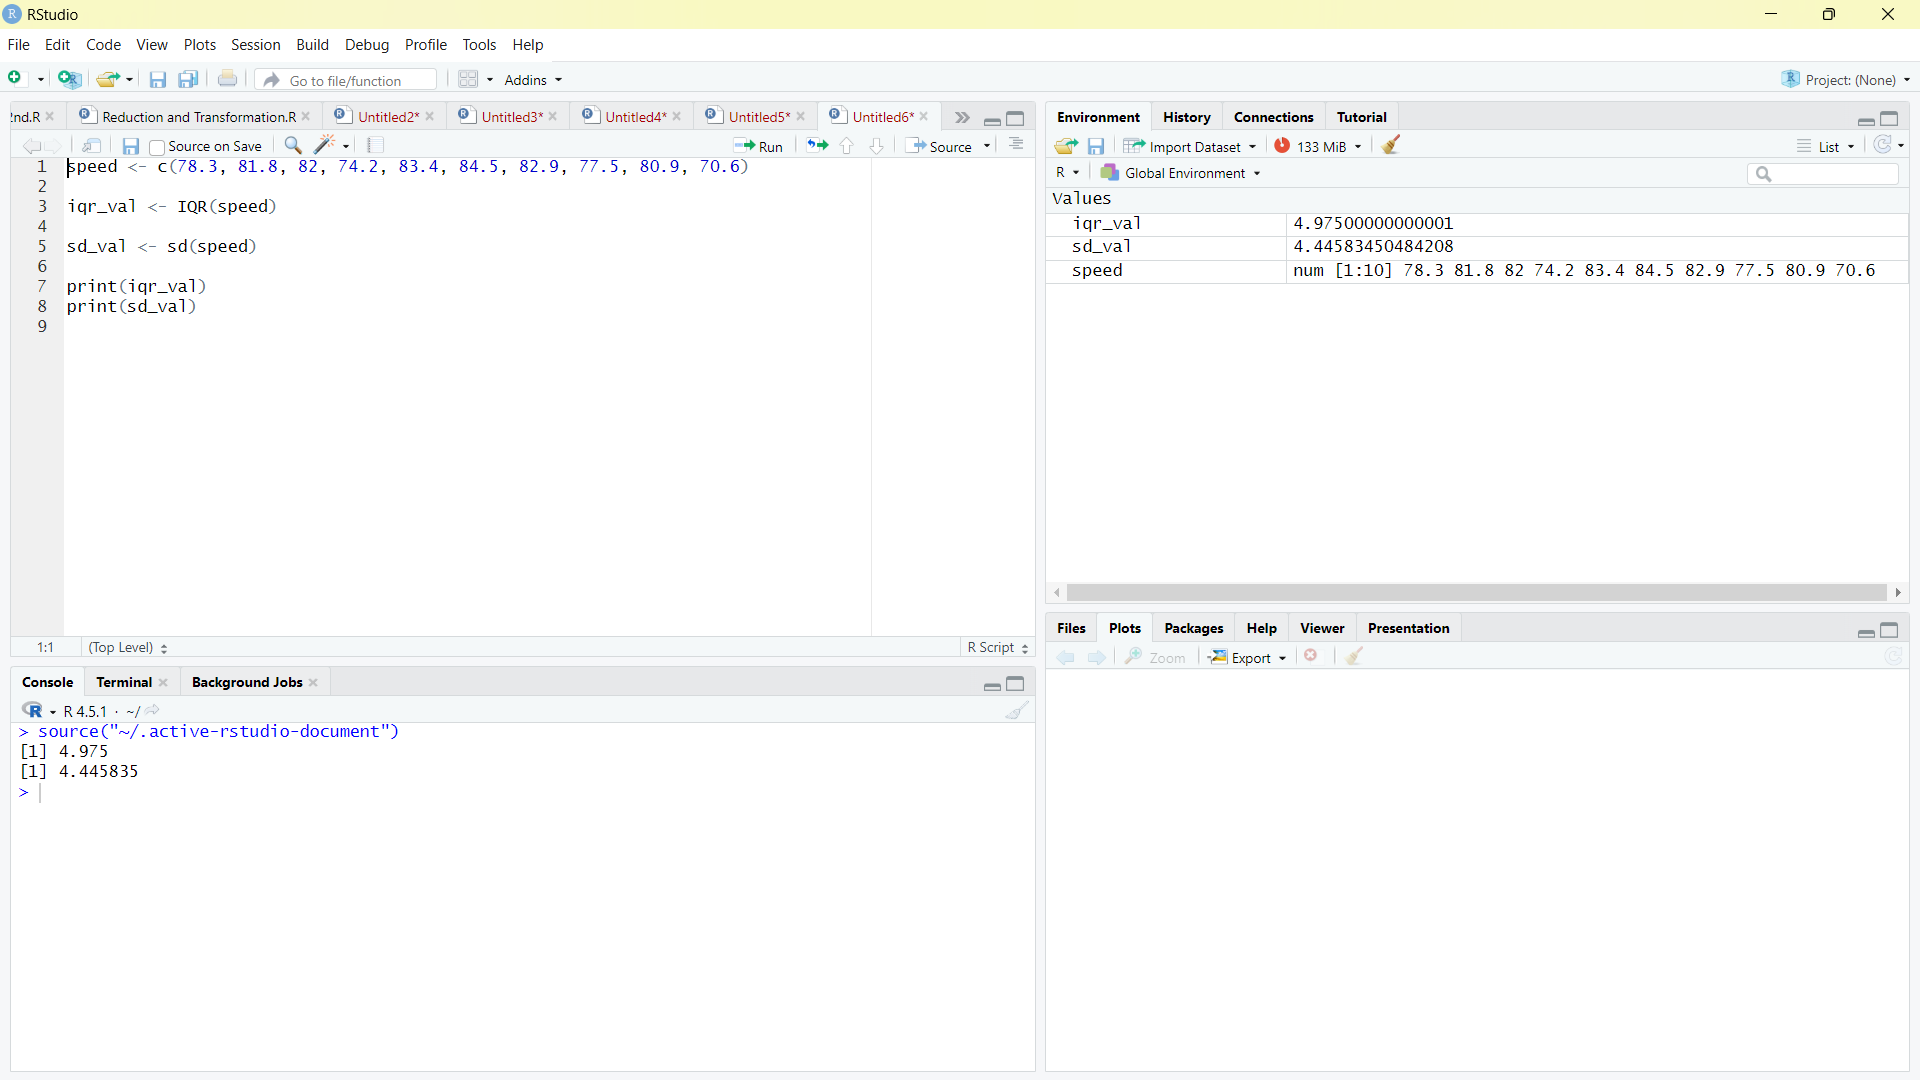 RStudio
File Edit Code View Plots Session Build Debug Profile Tools Help
Go to file/function Addins Project: (None)
2nd.R Reduction and Transformation.R Untitled2* Untitled3* Untitled4* Untitled5* Untitled6*
Source on Save Run Source
1 speed <- c(78.3, 81.8, 82, 74.2, 83.4, 84.5, 82.9, 77.5, 80.9, 70.6)
2
3 iqr_val <- IQR(speed)
4
5 sd_val <- sd(speed)
6
7 print(iqr_val)
8 print(sd_val)
9
1:1 (Top Level) R Script
Console Terminal Background Jobs
R 4.5.1 · ~/
> source("~/.active-rstudio-document")
[1] 4.975
[1] 4.445835
>
Environment History Connections Tutorial
Import Dataset 133 MiB List
R Global Environment
Values
iqr_val 4.97500000000001
sd_val 4.44583450484208
speed num [1:10] 78.3 81.8 82 74.2 83.4 84.5 82.9 77.5 80.9 70.6
Files Plots Packages Help Viewer Presentation
Zoom Export